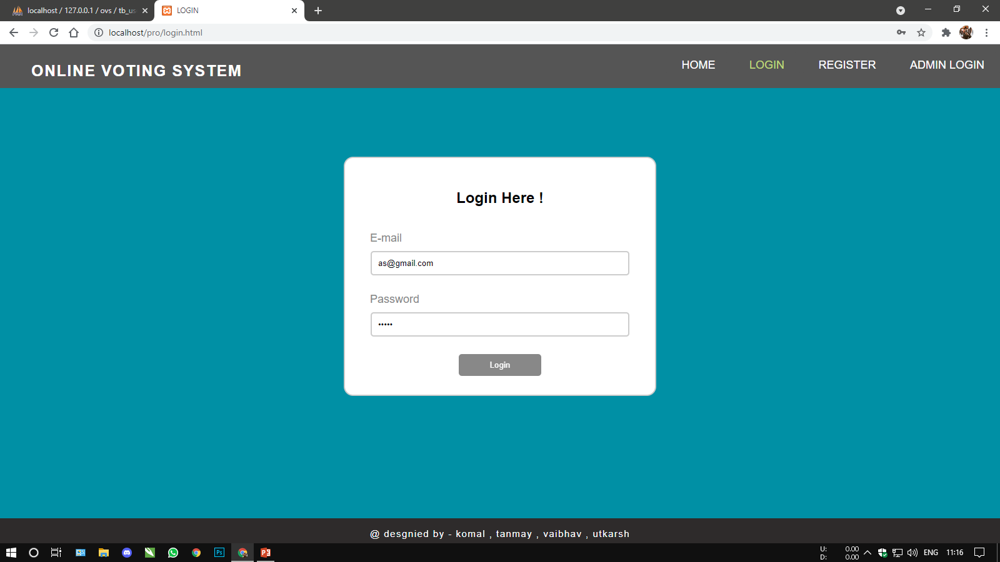 localhost / 127.0.0.1 / ovs / tb_us
LOGIN
localhost/pro/login.html
ONLINE VOTING SYSTEM
HOME LOGIN REGISTER ADMIN LOGIN
Login Here !
E-mail
as@gmail.com
Password
•••••
Login
@ desgnied by - komal , tanmay , vaibhav , utkarsh
Ps
P
U: 0.00
D: 0.00
ENG 11:16